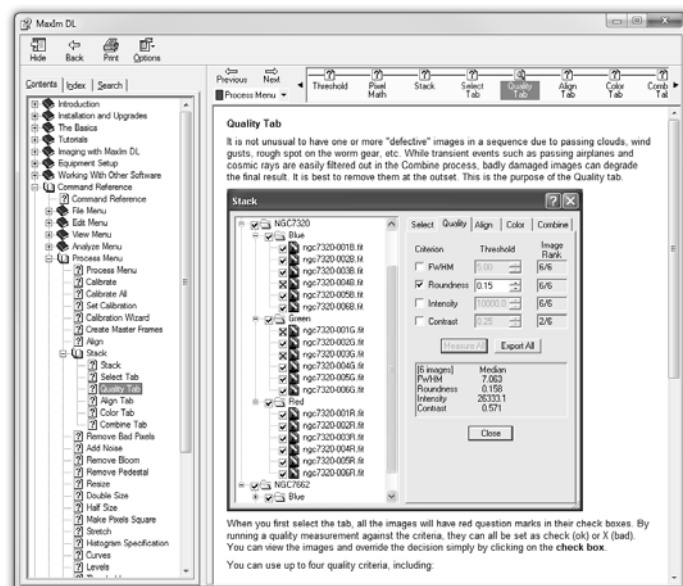 MaxIm DL
Hide Back Print Options
Contents Index Search
Introduction
Installation and Upgrades
The Basics
Tutorials
Imaging with MaxIm DL
Equipment Setup
Working With Other Software
Command Reference
Command Reference
File Menu
Edit Menu
View Menu
Analyze Menu
Process Menu
Process Menu
Calibrate
Calibrate All
Set Calibration
Calibration Wizard
Create Master Frames
Align
Stack
Stack
Select Tab
Quality Tab
Align Tab
Color Tab
Combine Tab
Remove Bad Pixels
Add Noise
Remove Bloom
Remove Pedestal
Resize
Double Size
Half Size
Make Pixels Square
Stretch
Histogram Specification
Curves
Levels
Previous Next
Process Menu
Threshold
Pixel Math
Stack
Select Tab
Quality Tab
Align Tab
Color Tab
Comb Tab
Quality Tab
It is not unusual to have one or more "defective" images in a sequence due to passing clouds, wind
gusts, rough spot on the worm gear, etc. While transient events such as passing airplanes and
cosmic rays are easily filtered out in the Combine process, badly damaged images can degrade
the final result. It is best to remove them at the outset. This is the purpose of the Quality tab.
Stack
NGC7320
Blue
ngc7320-001B.fit
ngc7320-002B.fit
ngc7320-003B.fit
ngc7320-004B.fit
ngc7320-005B.fit
ngc7320-006B.fit
Green
ngc7320-001G.fit
ngc7320-002G.fit
ngc7320-003G.fit
ngc7320-004G.fit
ngc7320-005G.fit
ngc7320-006G.fit
Red
ngc7320-001R.fit
ngc7320-002R.fit
ngc7320-003R.fit
ngc7320-004R.fit
ngc7320-005R.fit
ngc7320-006R.fit
NGC7662
Blue
Select Quality Align Color Combine
Criterion Threshold Image Rank
FWHM 5.00 6/6
Roundness 0.15 6/6
Intensity 10000.0 6/6
Contrast 0.25 2/6
Measure All Export All
[6 images] Median
FWHM 7.063
Roundness 0.158
Intensity 26333.1
Contrast 0.571
Close
When you first select the tab, all the images will have red question marks in their check boxes. By
running a quality measurement against the criteria, they can all be set as check (ok) or X (bad).
You can view the images and override the decision simply by clicking on the check box.
You can use up to four quality criteria, including: